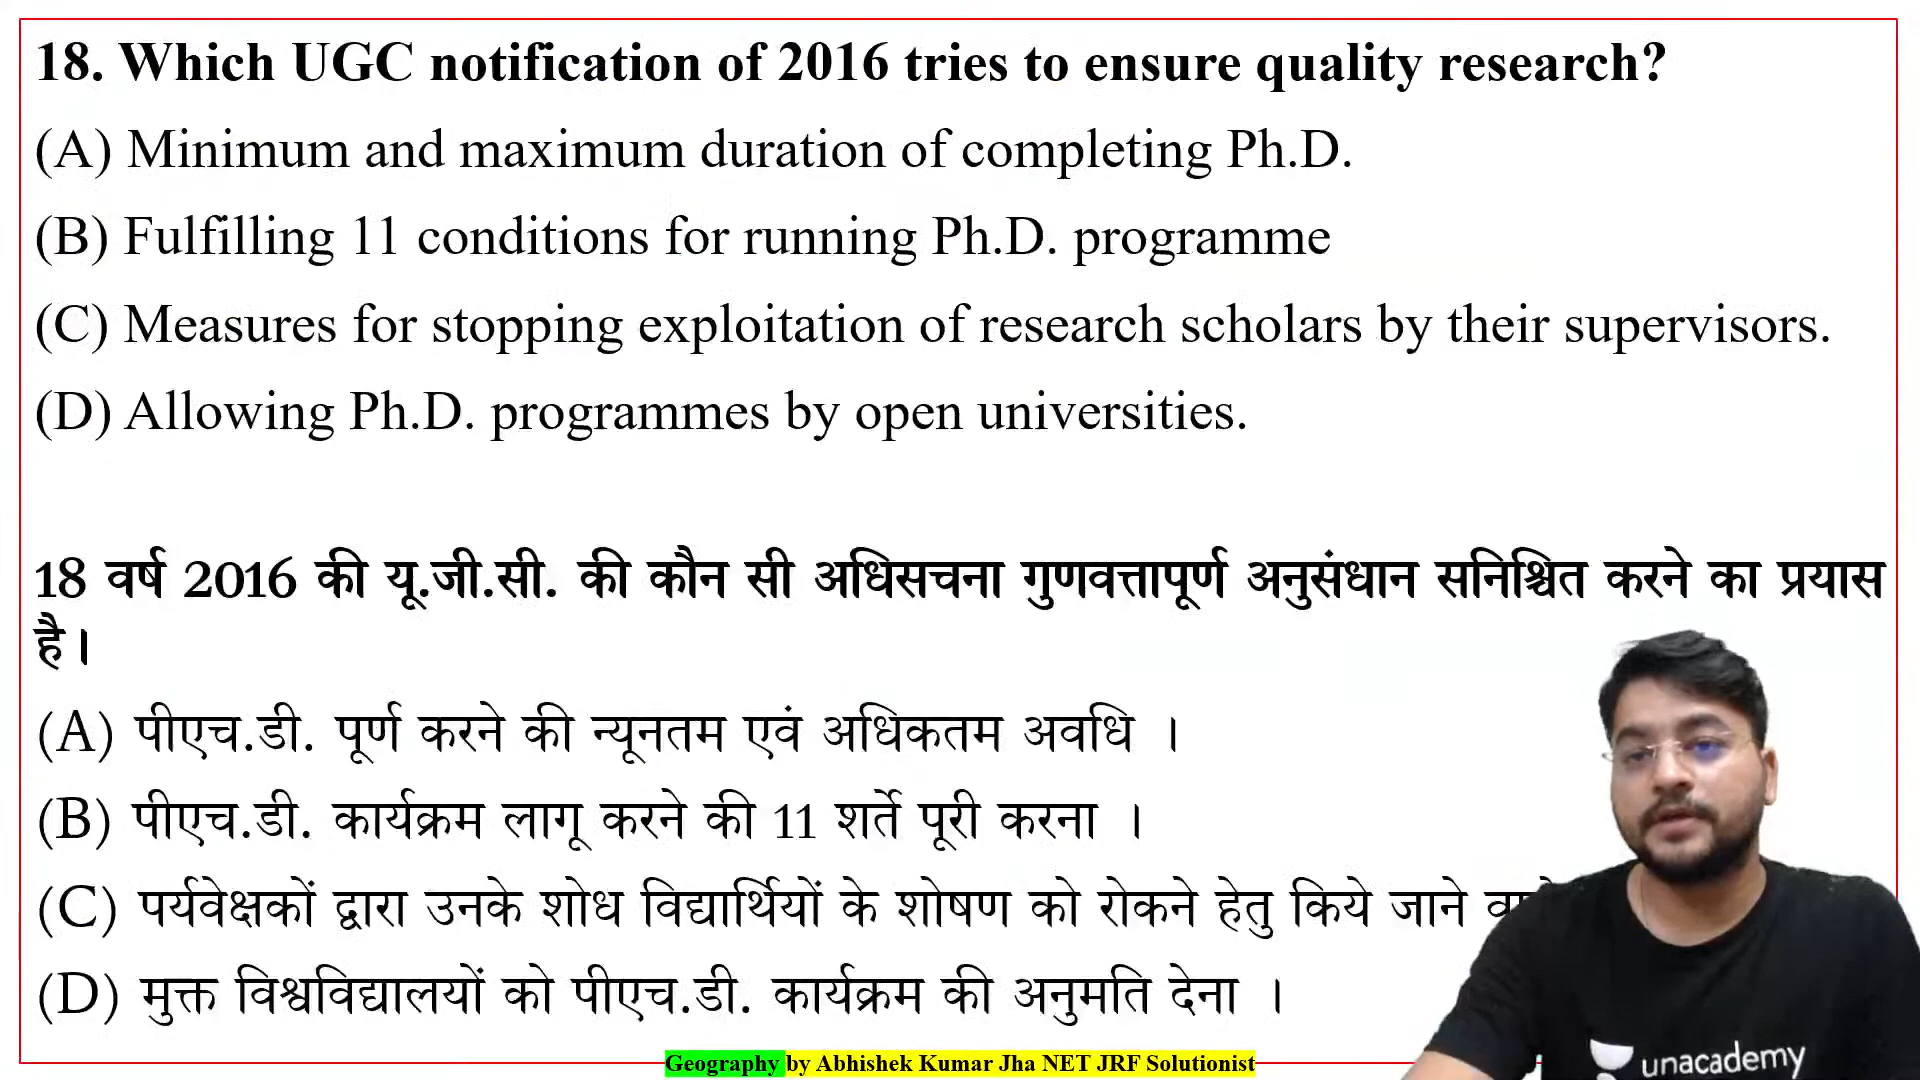 18. Which UGC notification of 2016 tries to ensure quality research?
(A) Minimum and maximum duration of completing Ph.D.
(B) Fulfilling 11 conditions for running Ph.D. programme
(C) Measures for stopping exploitation of research scholars by their supervisors.
(D) Allowing Ph.D. programmes by open universities.
18 वर्ष 2016 की यू.जी.सी. की कौन सी अधिसचना गुणवत्तापूर्ण अनुसंधान सनिश्चित करने का प्रयास
है।
(A) पीएच.डी. पूर्ण करने की न्यूनतम एवं अधिकतम अवधि ।
(B) पीएच.डी. कार्यक्रम लागू करने की 11 शर्ते पूरी करना ।
(C) पर्यवेक्षकों द्वारा उनके शोध विद्यार्थियों के शोषण को रोकने हेतु किये जाने
(D) मुक्त विश्वविद्यालयों को पीएच.डी. कार्यक्रम की अनुमति देना ।
Geography by Abhishek Kumar Jha NET JRF Solutionist
unacademy